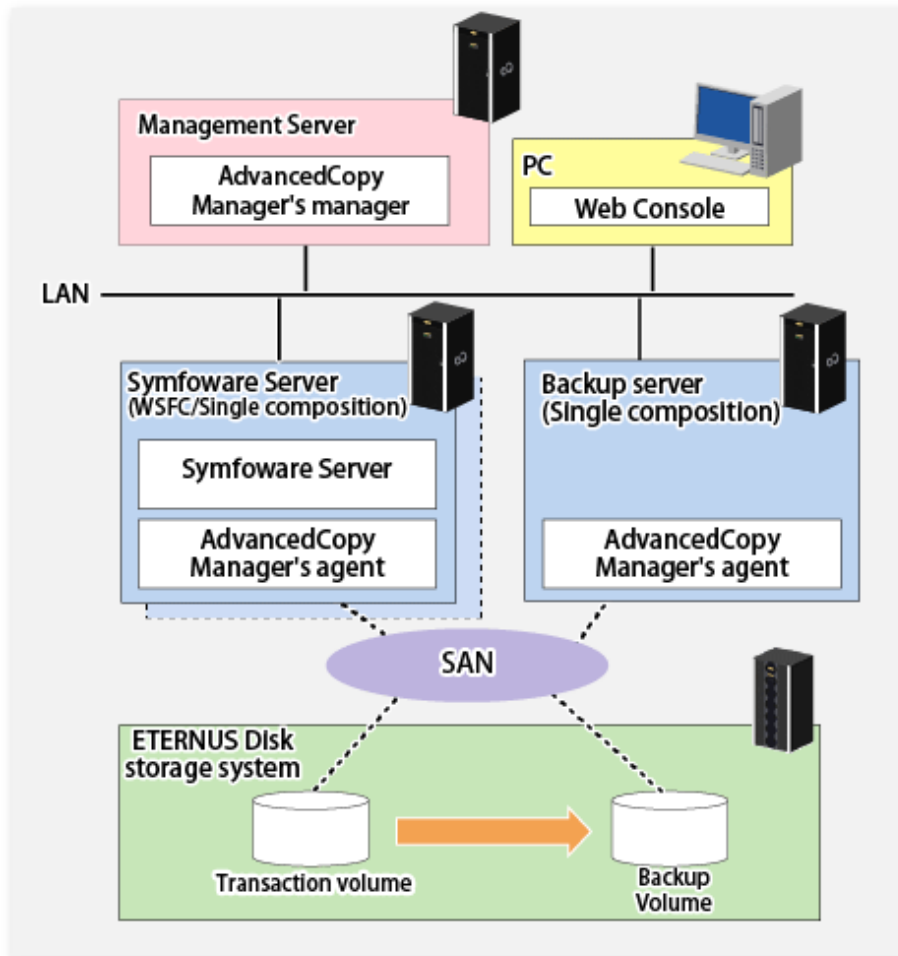 Management Server
AdvancedCopy
Manager's manager
PC
Web Console
LAN
Symfoware Server
(WSFC/Single composition)
Symfoware Server
AdvancedCopy
Manager's agent
Backup server
(Single composition)
AdvancedCopy
Manager's agent
SAN
ETERNUS Disk
storage system
Transaction volume
Backup
Volume